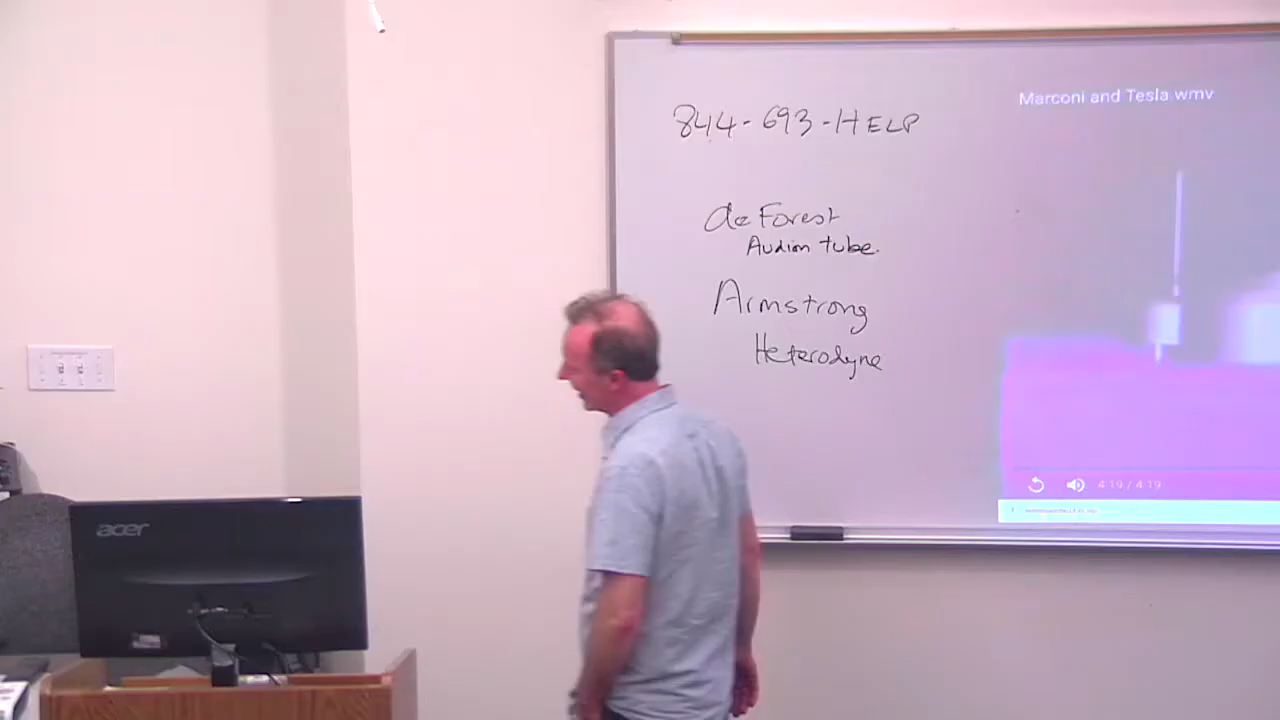 844-693-HELP
Marconi and Tesla wmv
de Forest
Audion tube.
Armstrong
Heterodyne
4:19 / 4:19
acer